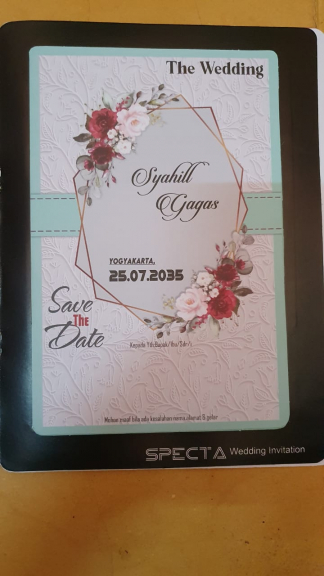 The Wedding
Syahill
Gagas
YOGYAKARTA,
25.07.2035
Save
The
Date
Kepada Yth.Bapak/Ibu/Sdr/i
Mohon maaf bila ada kesalahan nama,alamat & gelar
SPECTA Wedding Invitation